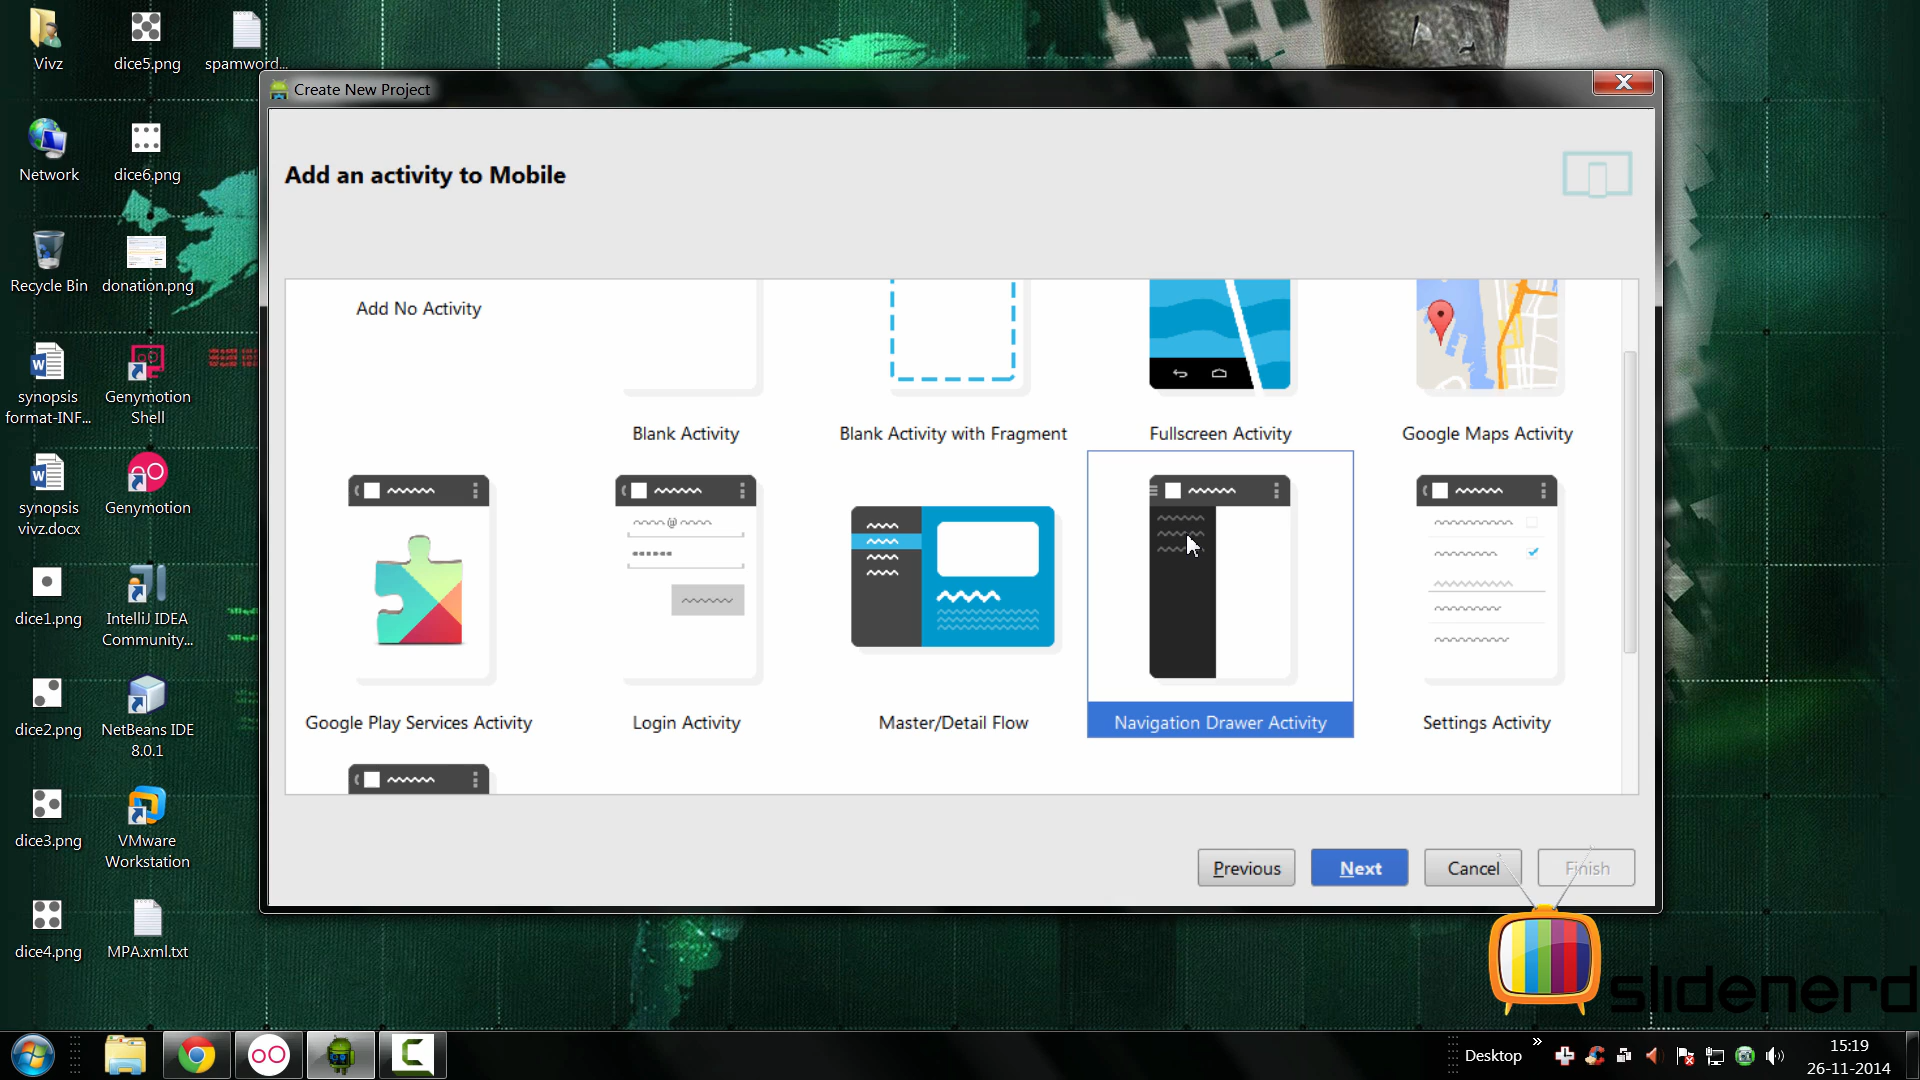 Vivz
dice5.png
spamword...
Network
dice6.png
Recycle Bin
donation.png
synopsis
format-INF...
Genymotion
Shell
synopsis
vivz.docx
Genymotion
dice1.png
IntelliJ IDEA
Community...
dice2.png
NetBeans IDE
8.0.1
dice3.png
VMware
Workstation
dice4.png
MPA.xml.txt
Create New Project
Add an activity to Mobile
Add No Activity
Blank Activity
Blank Activity with Fragment
Fullscreen Activity
Google Maps Activity
Google Play Services Activity
Login Activity
Master/Detail Flow
Navigation Drawer Activity
Settings Activity
Previous
Next
Cancel
Finish
slidenerd
Desktop
15:19
26-11-2014